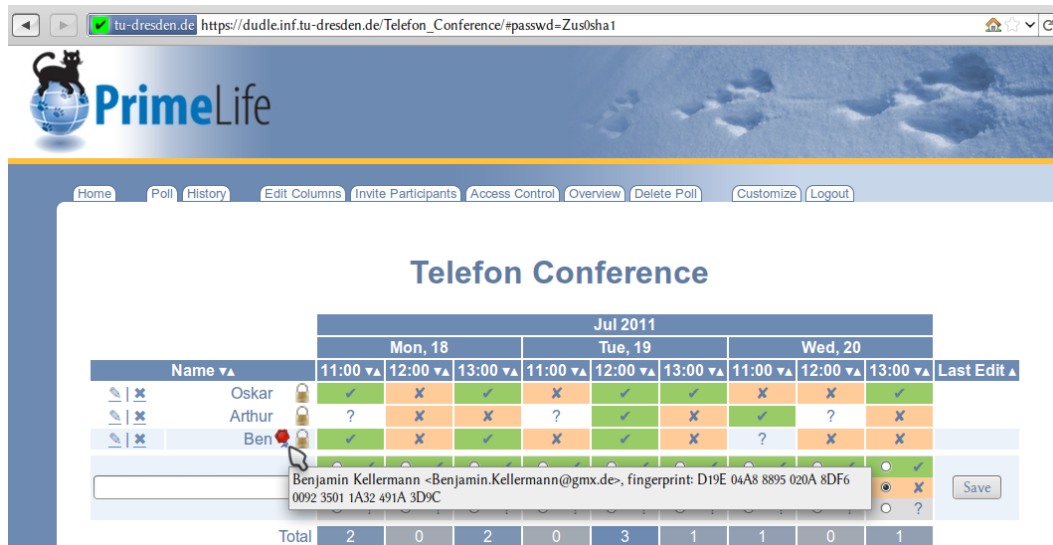 tu-dresden.de https://dudle.inf.tu-dresden.de/Telefon_Conference/#passwd=Zus0sha1
PrimeLife
Home Poll History Edit Columns Invite Participants Access Control Overview Delete Poll Customize Logout
Telefon Conference
Jul 2011
Mon, 18 Tue, 19 Wed, 20
Name ▾▴ 11:00 ▾▴ 12:00 ▾▴ 13:00 ▾▴ 11:00 ▾▴ 12:00 ▾▴ 13:00 ▾▴ 11:00 ▾▴ 12:00 ▾▴ 13:00 ▾▴ Last Edit ▴
✎ | ✖ Oskar ✔ ✘ ✔ ✘ ✔ ✔ ✘ ✘ ✔
✎ | ✖ Arthur ? ✘ ✘ ? ✔ ✘ ✔ ? ✘
✎ | ✖ Ben ✔ ✘ ✔ ✘ ✔ ✘ ? ✘ ✘
Benjamin Kellermann <Benjamin.Kellermann@gmx.de>, fingerprint: D19E 04A8 8895 020A 8DF6
0092 3501 1A32 491A 3D9C
✔
✘ Save
?
Total 2 0 2 0 3 1 1 0 1